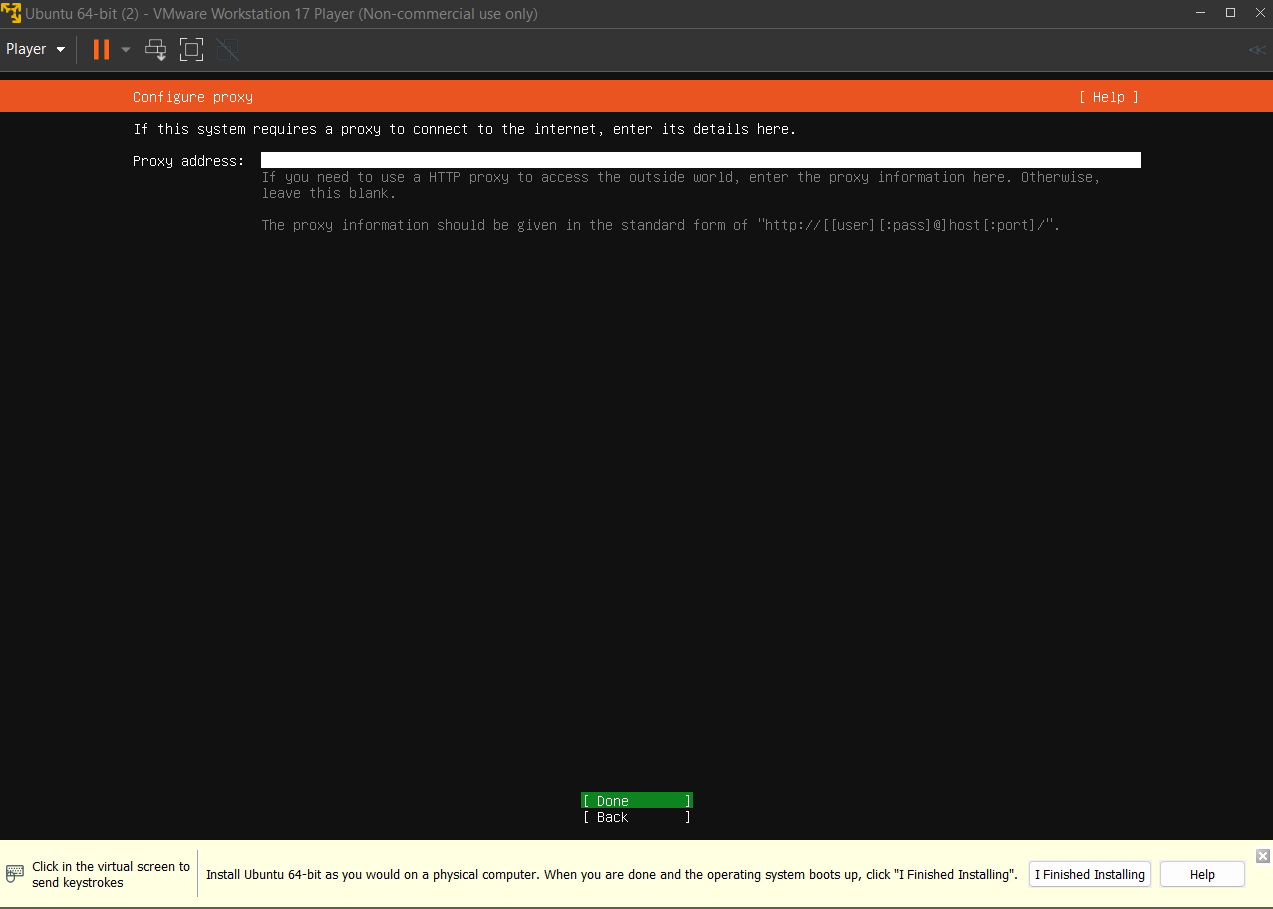 Ubuntu 64-bit (2) - VMware Workstation 17 Player (Non-commercial use only)
Player
Configure proxy [ Help ]
If this system requires a proxy to connect to the internet, enter its details here.
Proxy address:
If you need to use a HTTP proxy to access the outside world, enter the proxy information here. Otherwise,
leave this blank.
The proxy information should be given in the standard form of "http://[[user][:pass]@]host[:port]/".
[ Done ]
[ Back ]
Click in the virtual screen to
send keystrokes
Install Ubuntu 64-bit as you would on a physical computer. When you are done and the operating system boots up, click "I Finished Installing".
I Finished Installing
Help